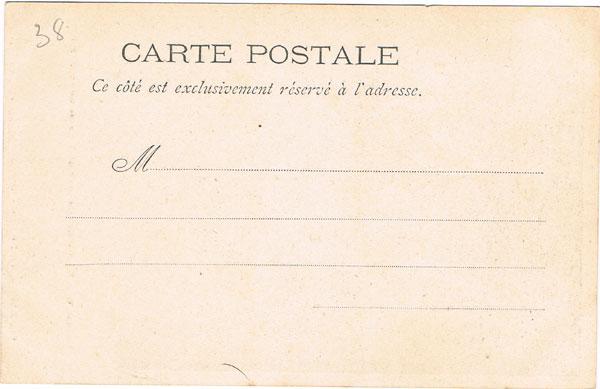 38
CARTE POSTALE
Ce côté est exclusivement réservé à l'adresse.
M